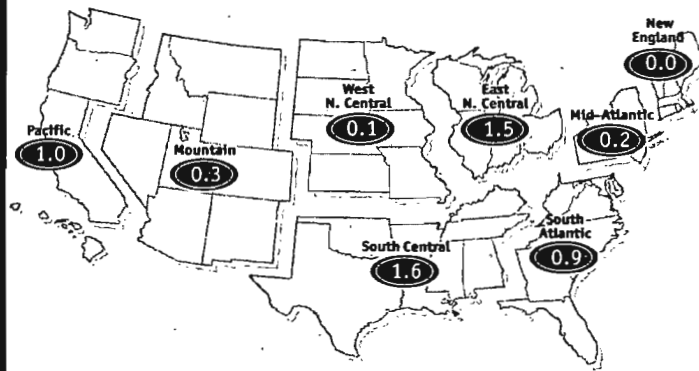 New
England
0.0
West
N. Central
0.1
East
N. Central
1.5
Mid-Atlantic
0.2
Pacific
1.0
Mountain
0.3
South Central
1.6
South
Atlantic
0.9